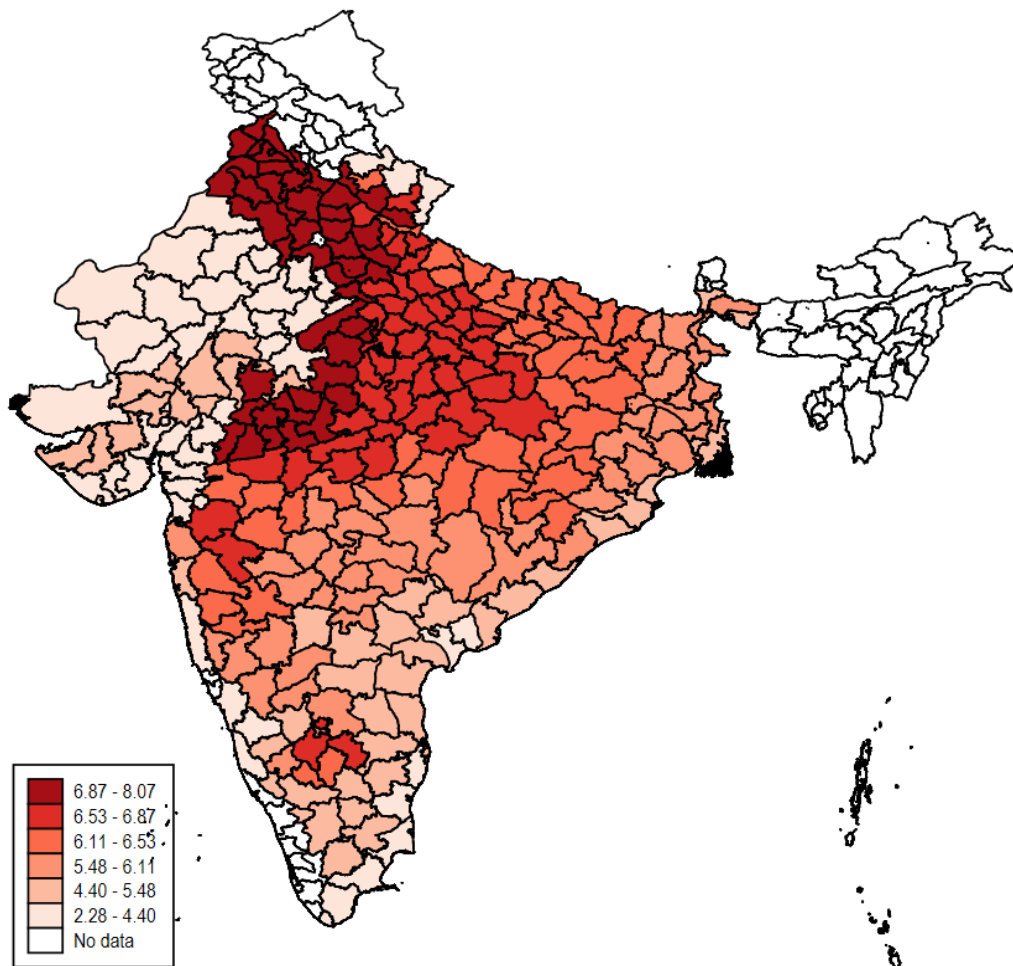 6.87 - 8.07
6.53 - 6.87
6.11 - 6.53
5.48 - 6.11
4.40 - 5.48
2.28 - 4.40
No data